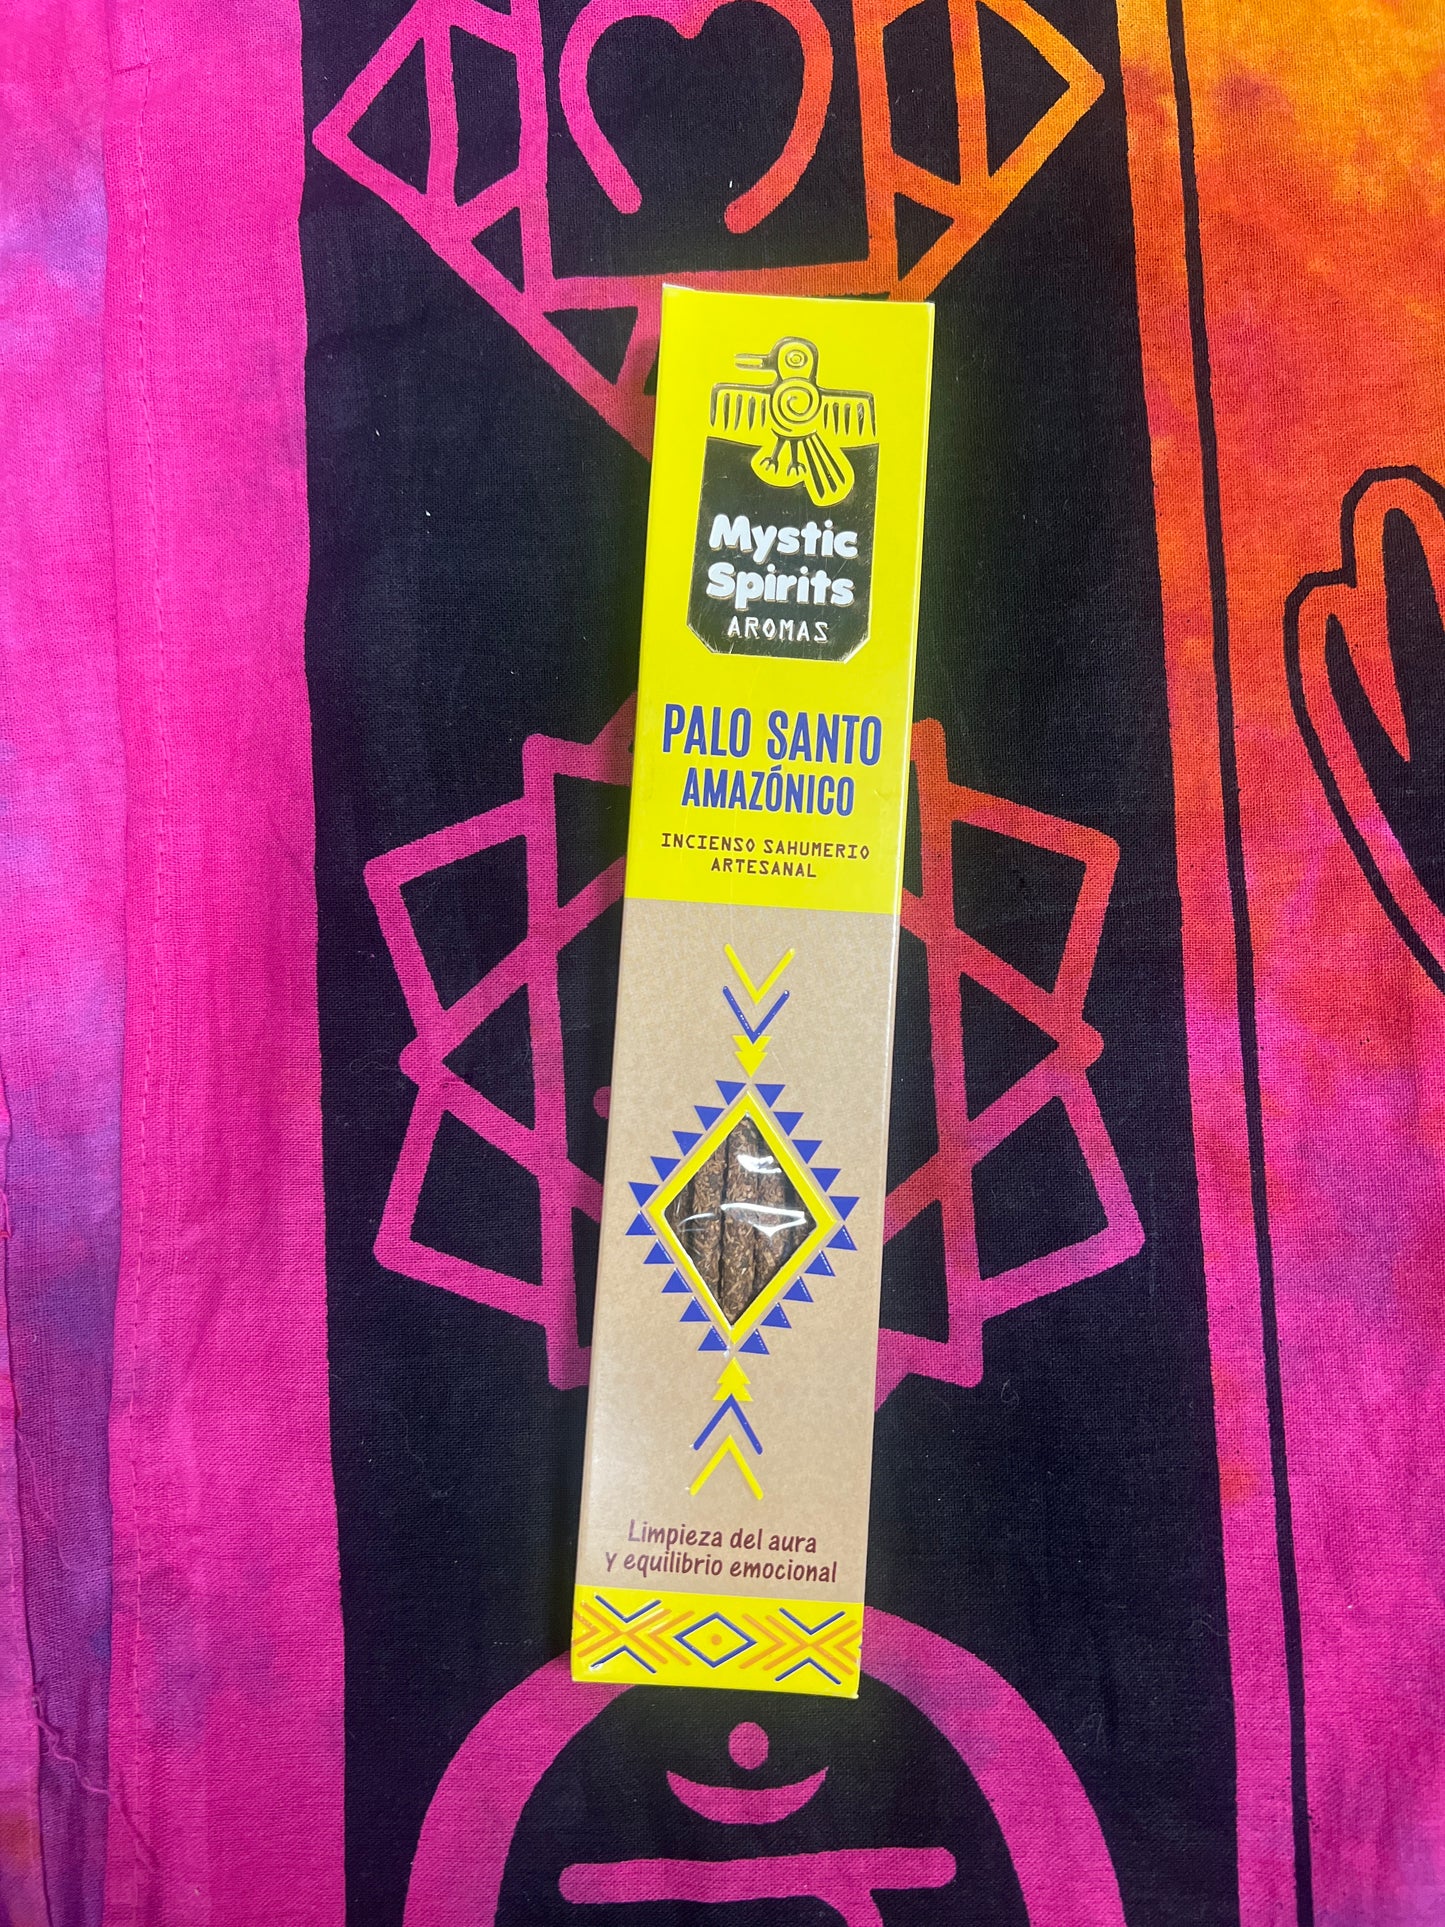 Mystic
Spirits
AROMAS
PALO SANTO
AMAZÓNICO
INCIENSO SAHUMERIO
ARTESANAL
Limpieza del aura
y equilibrio emocional